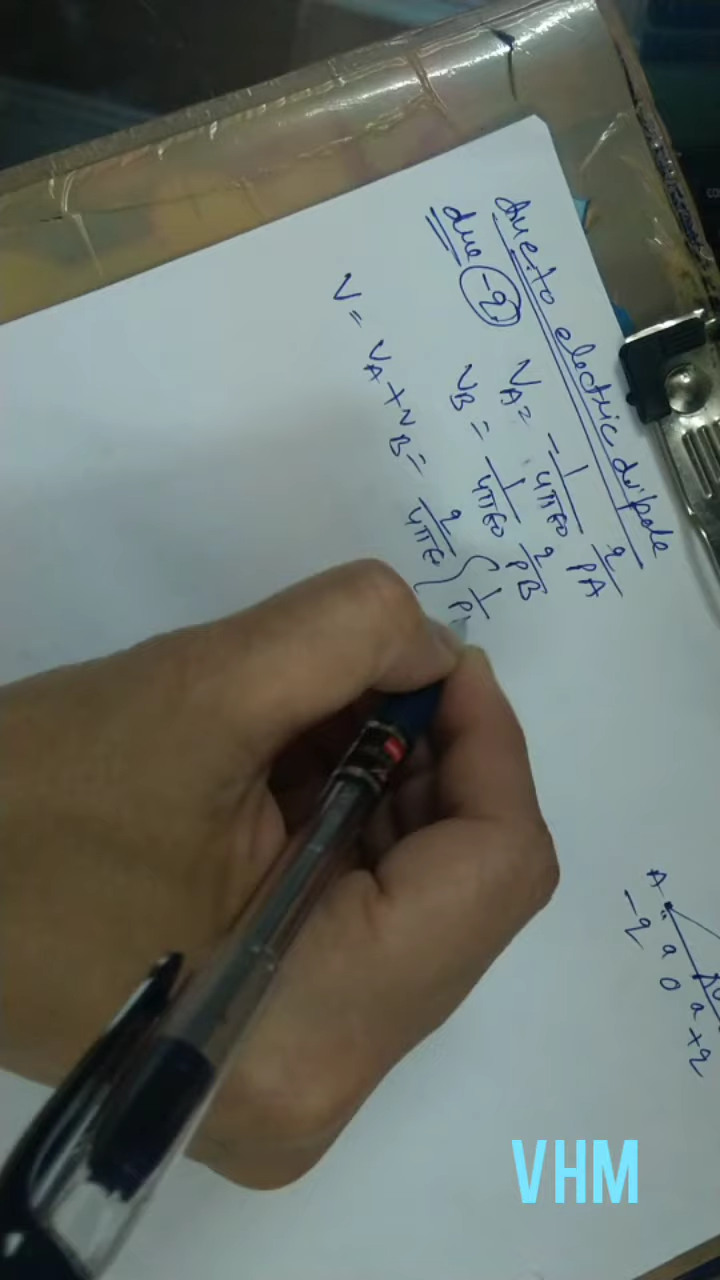 due to electric dipole
due -q V_A = -1/4πε0 q/PA
V_B = 1/4πε0 q/PB
V = V_A + V_B = q/4πε0 { 1/P
A
-q a O a +q
VHM